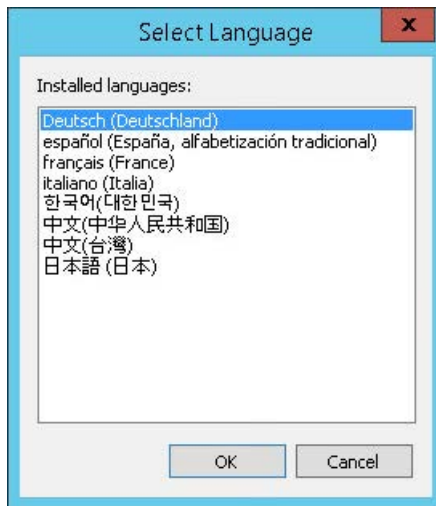 Select Language
x
Installed languages:
Deutsch (Deutschland)
español (España, alfabetización tradicional)
français (France)
italiano (Italia)
한국어(대한민국)
中文(中华人民共和国)
中文(台灣)
日本語 (日本)
OK
Cancel